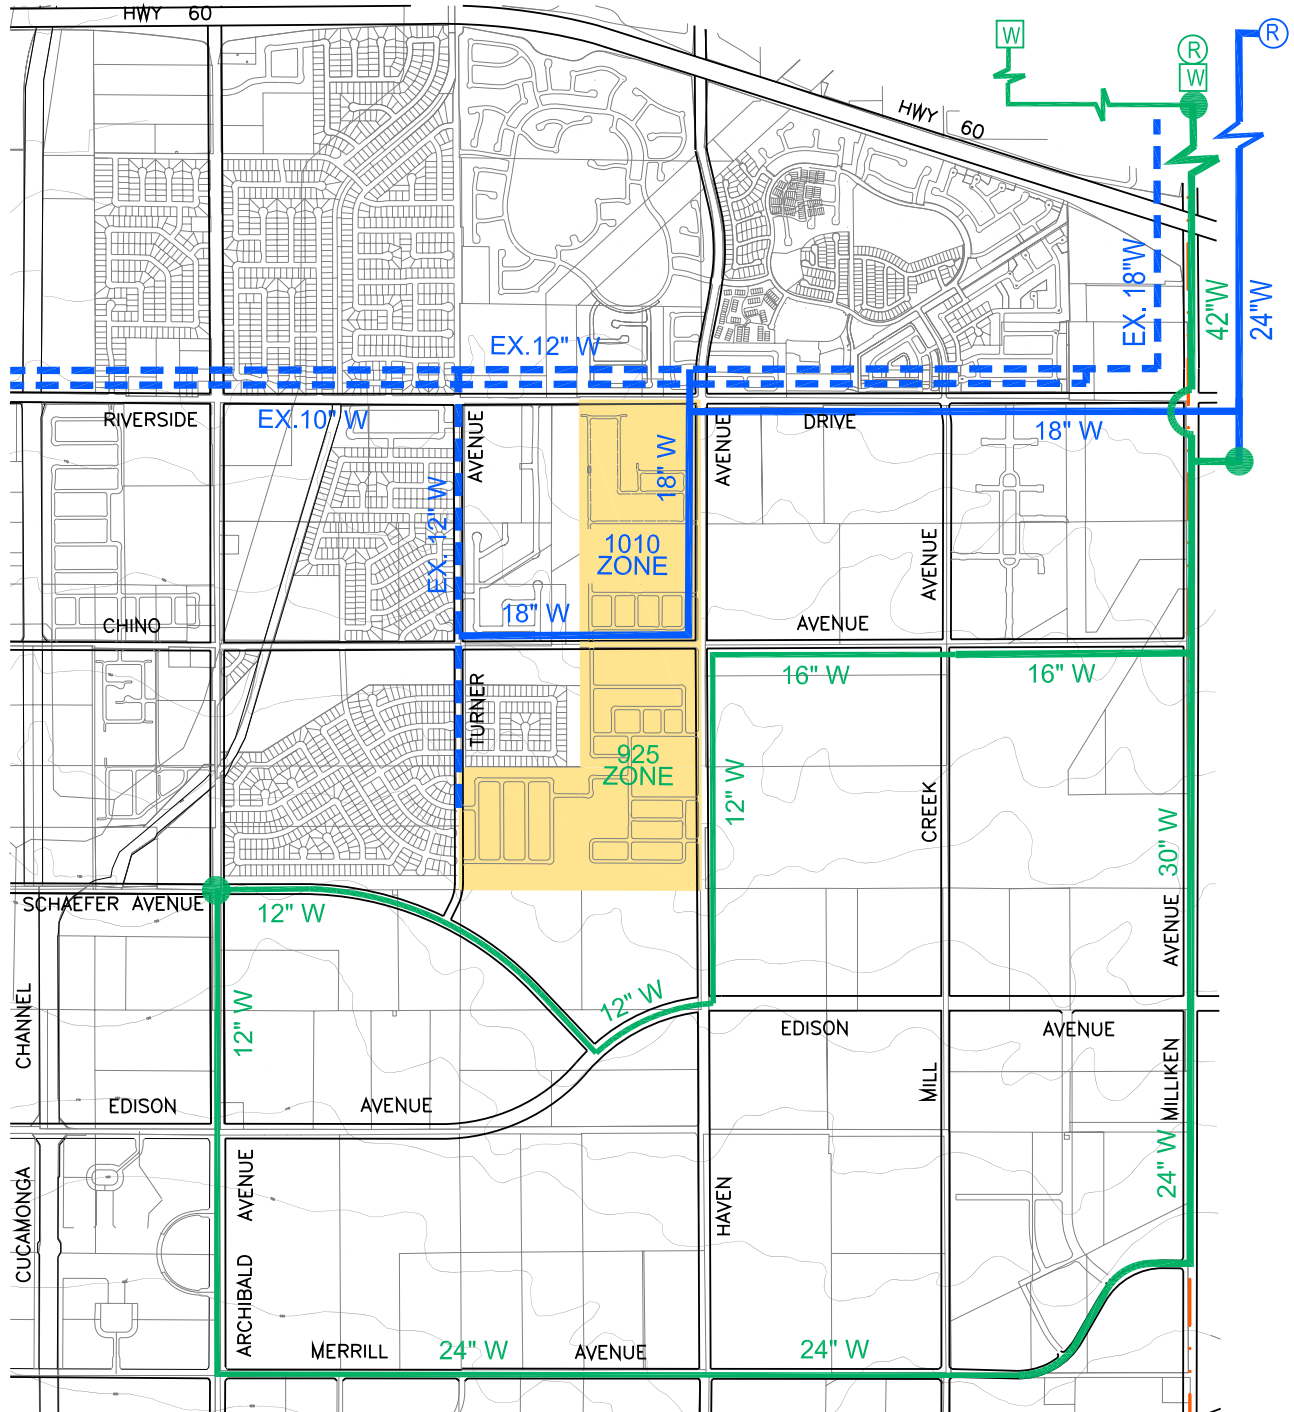 HWY 60
W
R
R
W
HWY 60
EX. 18"W
42"W
24"W
EX.12" W
RIVERSIDE
EX.10" W
AVENUE
AVENUE
DRIVE
18" W
18" W
EX. 12" W
1010
ZONE
AVENUE
18" W
CHINO
AVENUE
16" W
16" W
TURNER
925
ZONE
12" W
CREEK
30" W
SCHAEFER AVENUE
12" W
AVENUE
12" W
12" W
CHANNEL
EDISON
AVENUE
MILL
MILLIKEN
EDISON
AVENUE
24" W
AVENUE
HAVEN
CUCAMONGA
ARCHIBALD
MERRILL
24" W
AVENUE
24" W